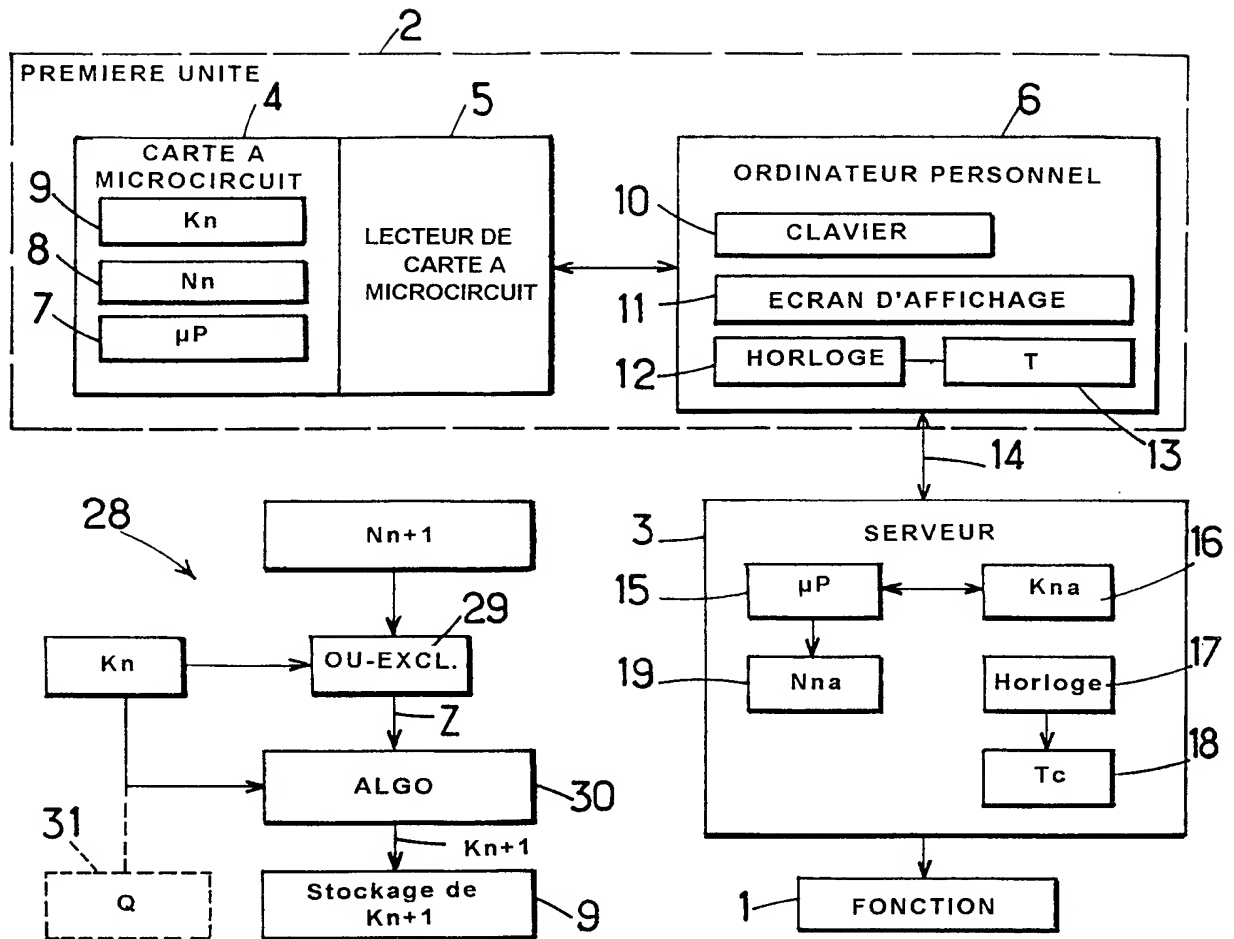 2
PREMIERE UNITE
4
5
6
CARTE A
MICROCIRCUIT
9
Kn
8
Nn
7
µP
LECTEUR DE
CARTE A
MICROCIRCUIT
ORDINATEUR PERSONNEL
10
CLAVIER
11
ECRAN D'AFFICHAGE
12
HORLOGE
T
13
14
28
Nn+1
29
Kn
OU-EXCL.
Z
ALGO
30
31
Kn+1
Q
Stockage de
Kn+1
9
3
SERVEUR
16
15
µP
Kna
17
19
Nna
Horloge
18
Tc
1
FONCTION